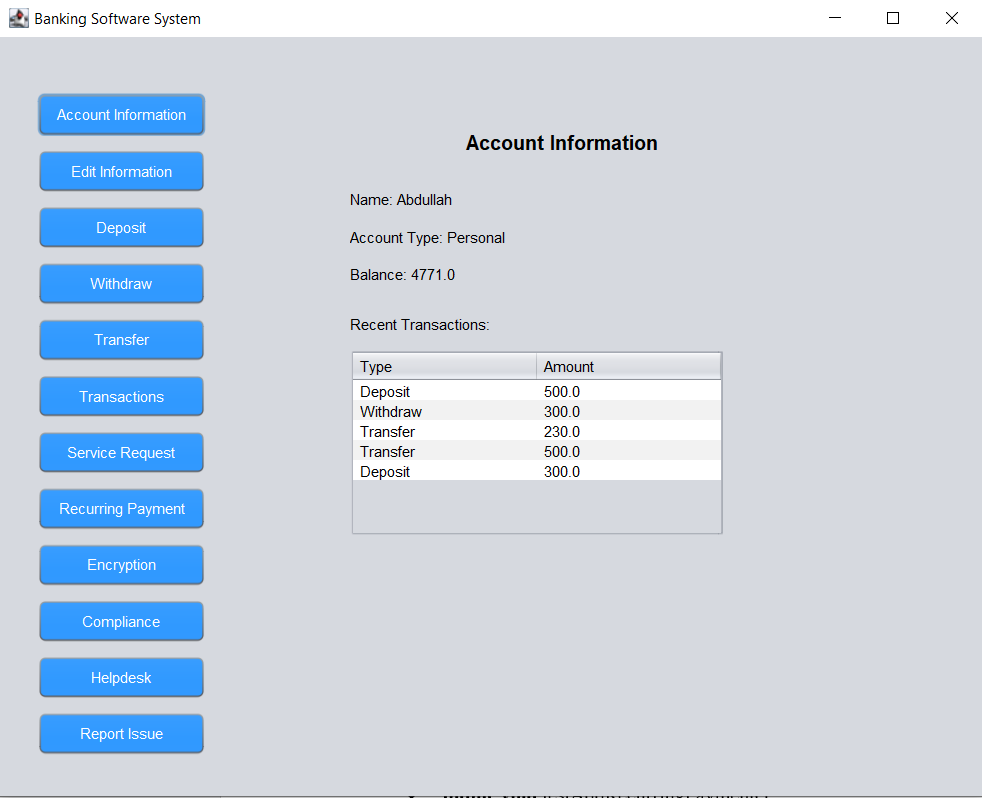 Banking Software System
Account Information
Edit Information
Deposit
Withdraw
Transfer
Transactions
Service Request
Recurring Payment
Encryption
Compliance
Helpdesk
Report Issue
Account Information
Name: Abdullah
Account Type: Personal
Balance: 4771.0
Recent Transactions:
Type Amount
Deposit 500.0
Withdraw 300.0
Transfer 230.0
Transfer 500.0
Deposit 300.0